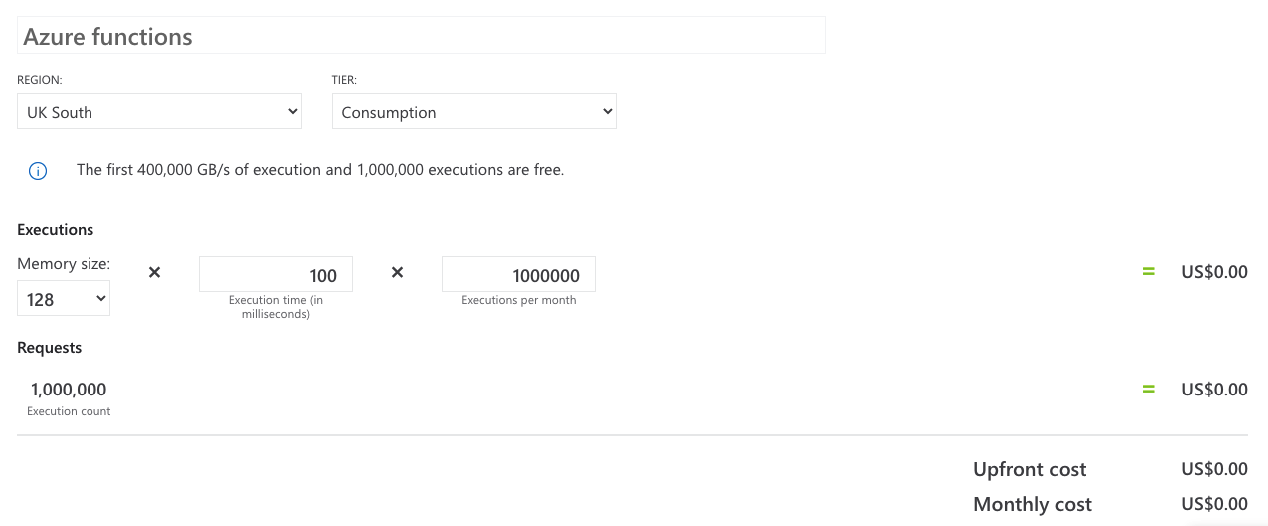 Azure functions
REGION: TIER:
UK South Consumption
The first 400,000 GB/s of execution and 1,000,000 executions are free.
Executions
Memory size:
128 × 100 × 1000000 = US$0.00
Execution time (in milliseconds) Executions per month
Requests
1,000,000 = US$0.00
Execution count
Upfront cost US$0.00
Monthly cost US$0.00